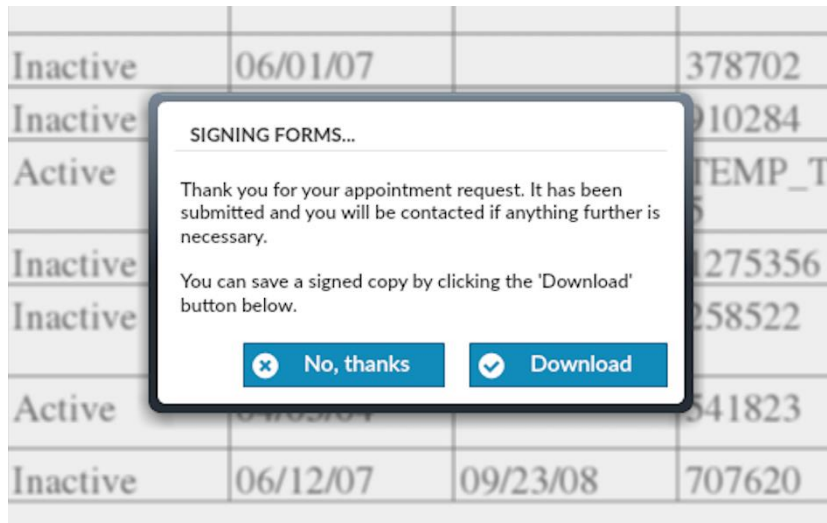 Inactive 06/01/07 378702
Inactive 910284
Active TEMP_T
5
Inactive 1275356
Inactive 258522
SIGNING FORMS...
Thank you for your appointment request. It has been
submitted and you will be contacted if anything further is
necessary.
You can save a signed copy by clicking the 'Download'
button below.
No, thanks Download
Active 541823
Inactive 06/12/07 09/23/08 707620